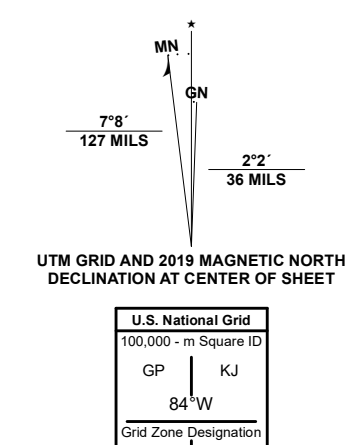 ★
MN
GN
7°8´
127 MILS
2°2´
36 MILS
UTM GRID AND 2019 MAGNETIC NORTH
DECLINATION AT CENTER OF SHEET
U.S. National Grid
100,000 - m Square ID
GP KJ
84°W
Grid Zone Designation